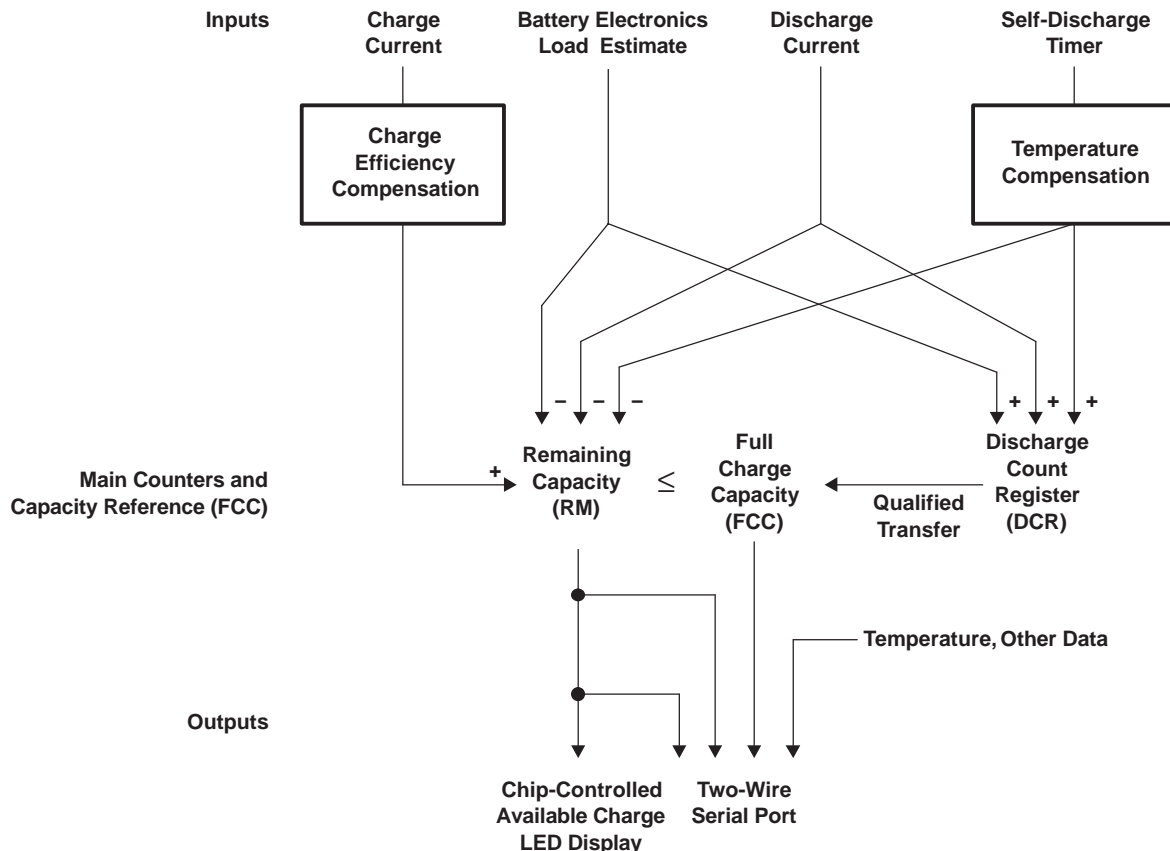 Inputs
Charge
Current
Battery Electronics
Load Estimate
Discharge
Current
Self-Discharge
Timer
Charge
Efficiency
Compensation
Temperature
Compensation
– – –
+ + +
Main Counters and
Capacity Reference (FCC)
+
Remaining
Capacity
(RM)
≤
Full
Charge
Capacity
(FCC)
Qualified
Transfer
Discharge
Count
Register
(DCR)
Temperature, Other Data
Outputs
Chip-Controlled
Available Charge
LED Display
Two-Wire
Serial Port